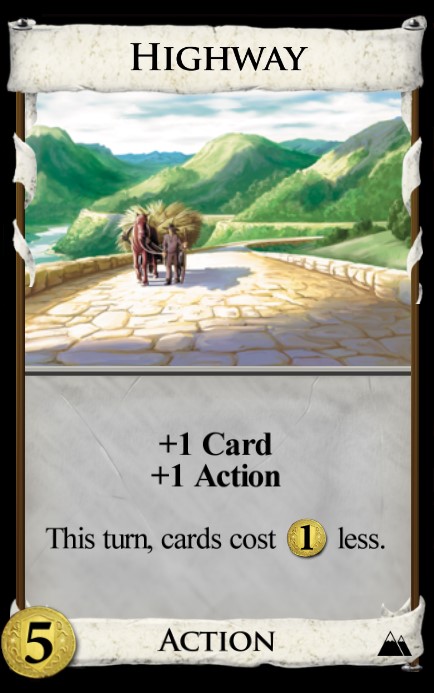 Highway
+1 Card
+1 Action
This turn, cards cost 1 less.
5
Action